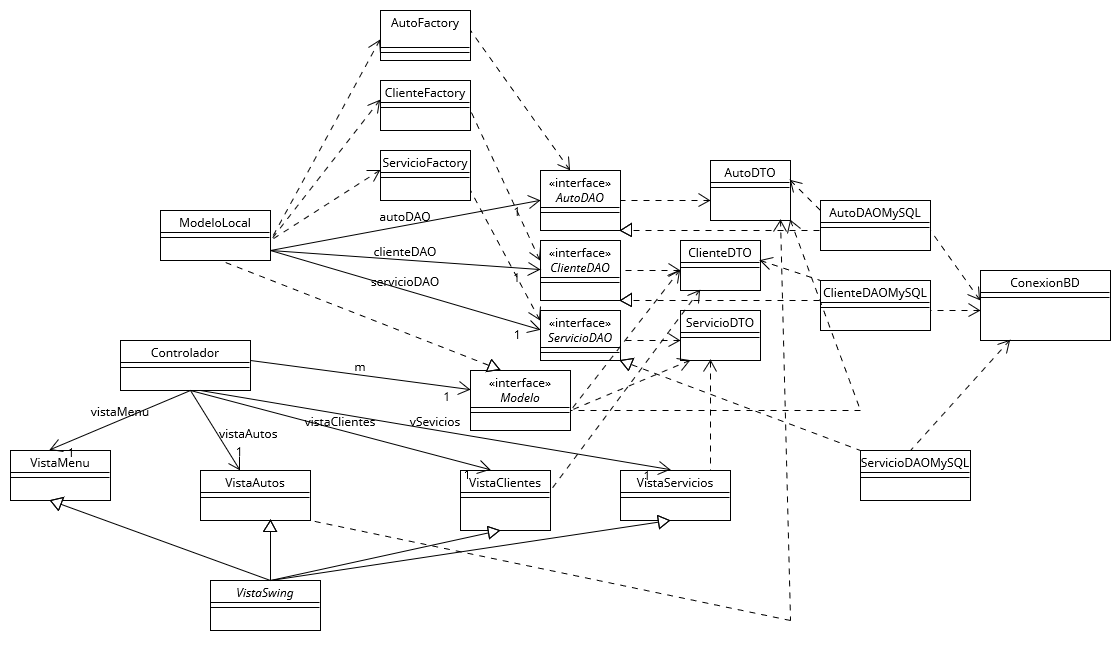 AutoFactory
ClienteFactory
ServicioFactory
ModeloLocal
autoDAO
clienteDAO
servicioDAO
1
1
1
«interface»
AutoDAO
«interface»
ClienteDAO
«interface»
ServicioDAO
AutoDTO
ClienteDTO
ServicioDTO
AutoDAOMySQL
ClienteDAOMySQL
ConexionBD
Controlador
m
1
«interface»
Modelo
vistaMenu
1
vistaAutos
1
vistaClientes
1
vSevicios
1
VistaMenu
VistaAutos
VistaClientes
VistaServicios
ServicioDAOMySQL
VistaSwing